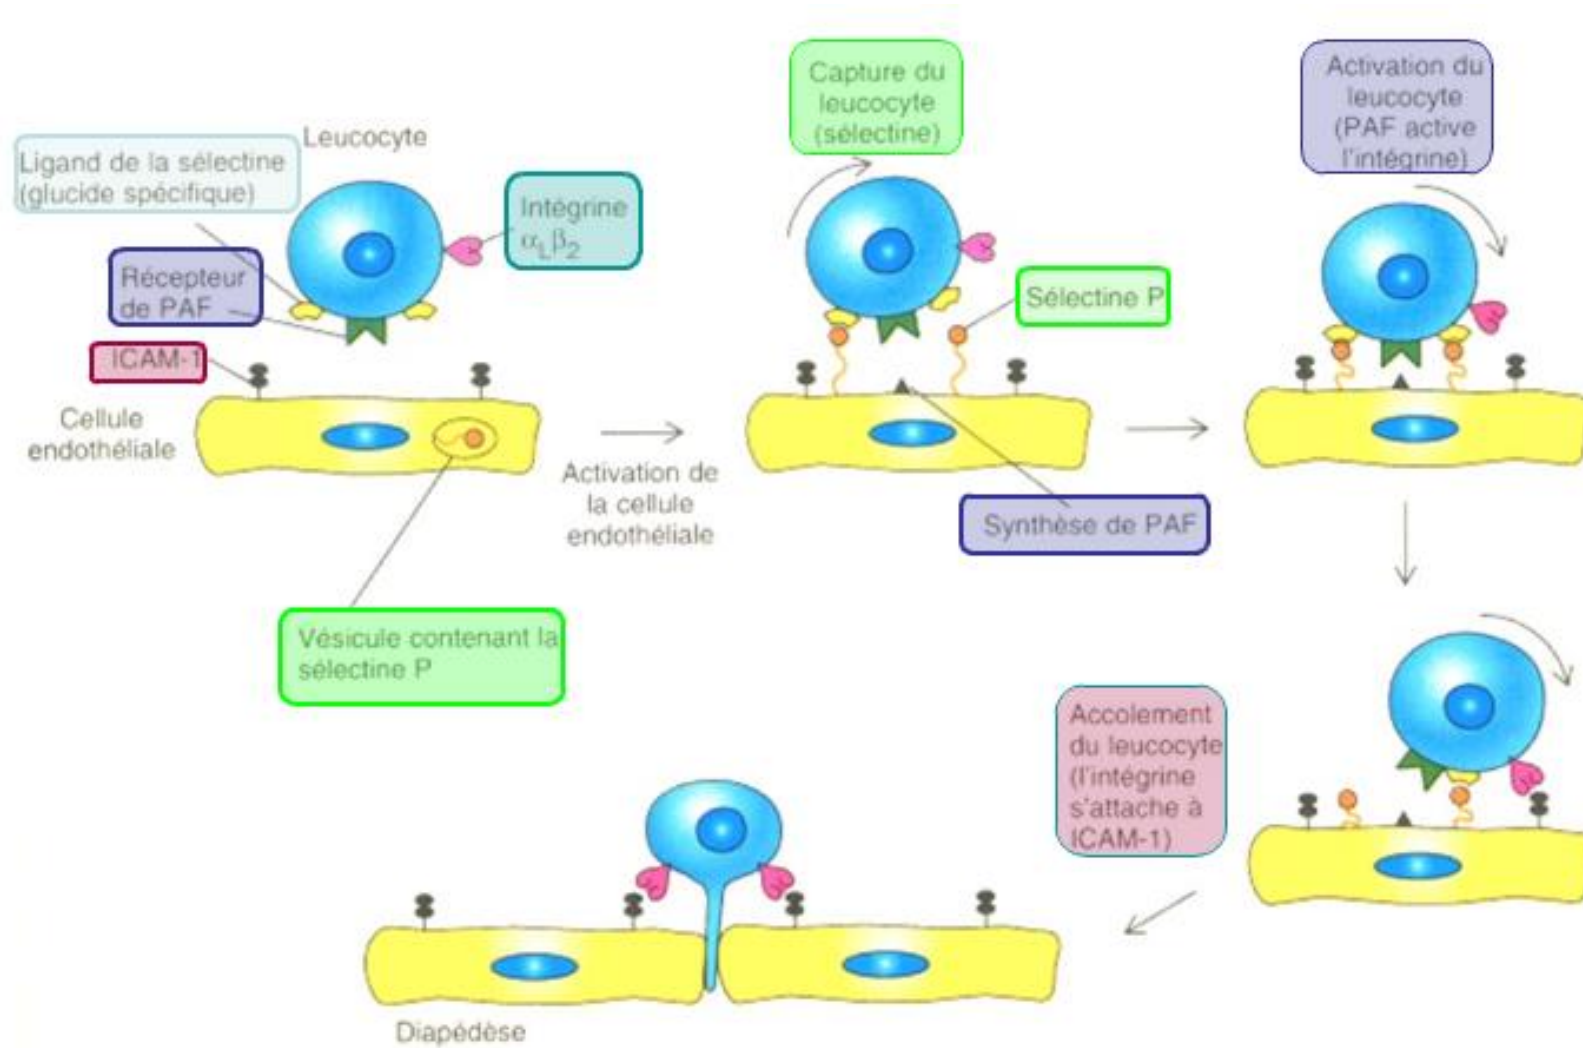 Leucocyte
Ligand de la sélectine
(glucide spécifique)
Intégrine
αLβ2
Récepteur
de PAF
ICAM-1
Cellule
endothéliale
Vésicule contenant la
sélectine P
Activation de
la cellule
endothéliale
Capture du
leucocyte
(sélectine)
Sélectine P
Synthèse de PAF
Activation du
leucocyte
(PAF active
l'intégrine)
Accolement
du leucocyte
(l'intégrine
s'attache à
ICAM-1)
Diapédèse